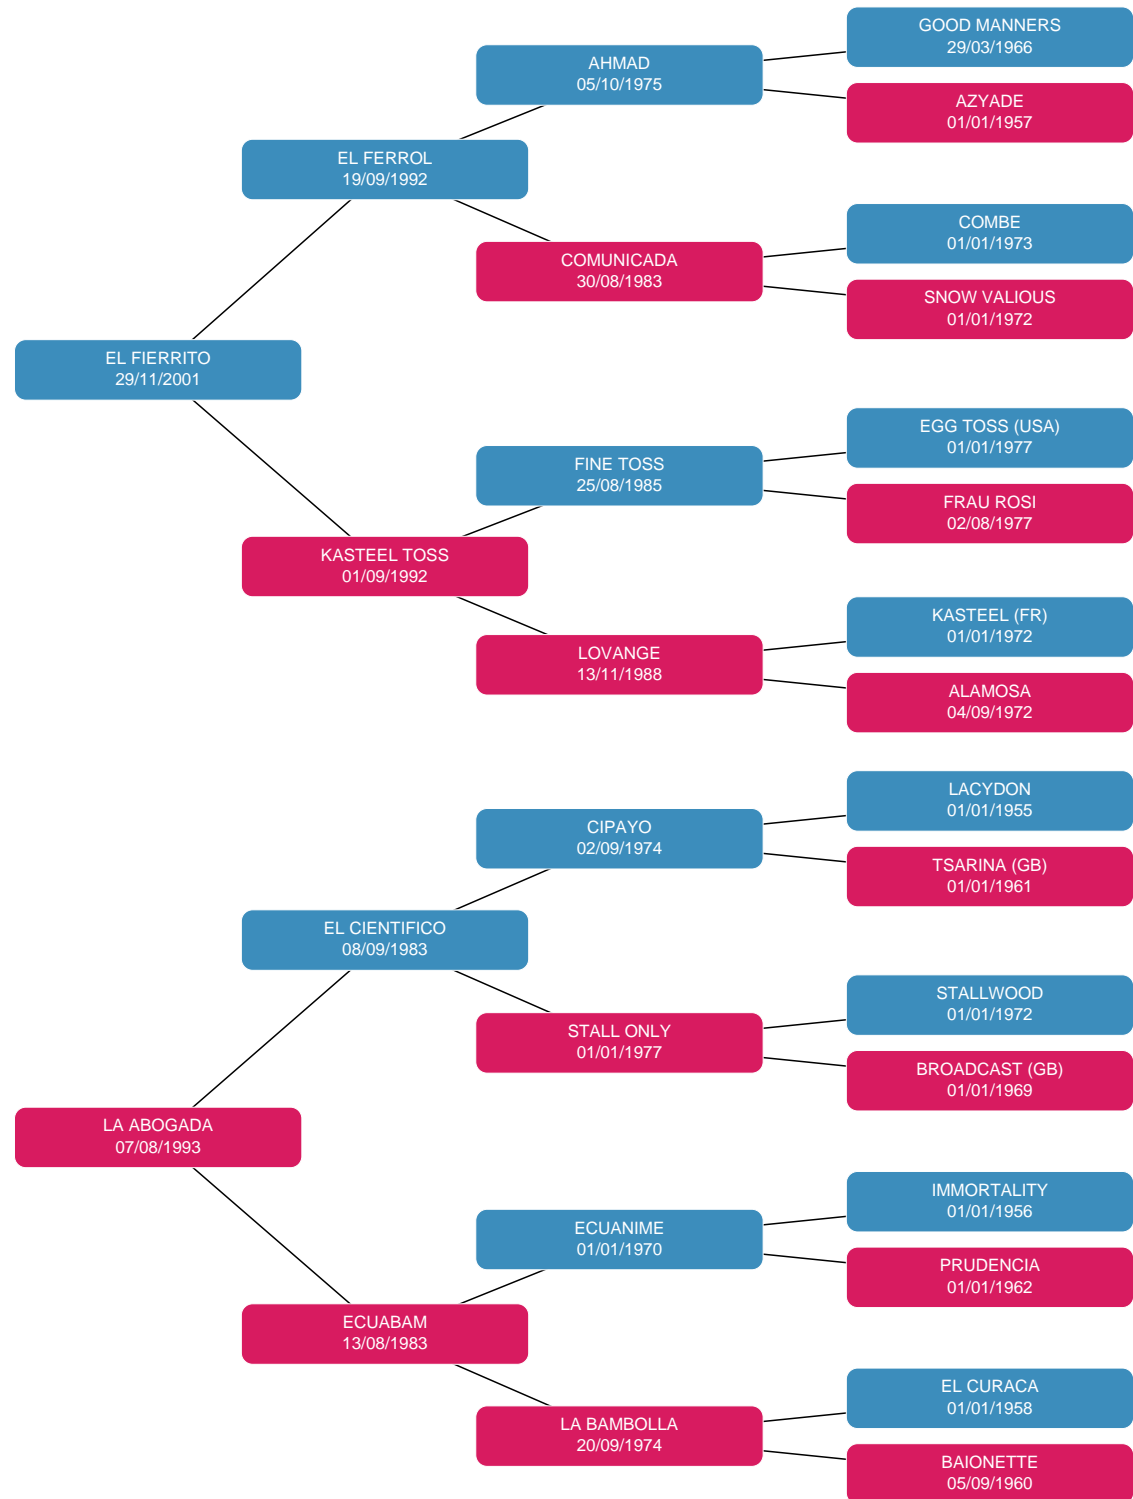 GOOD MANNERS
29/03/1966
AHMAD
05/10/1975
AZYADE
01/01/1957
EL FERROL
19/09/1992
COMBE
01/01/1973
COMUNICADA
30/08/1983
SNOW VALIOUS
01/01/1972
EL FIERRITO
29/11/2001
EGG TOSS (USA)
01/01/1977
FINE TOSS
25/08/1985
FRAU ROSI
02/08/1977
KASTEEL TOSS
01/09/1992
KASTEEL (FR)
01/01/1972
LOVANGE
13/11/1988
ALAMOSA
04/09/1972
LACYDON
01/01/1955
CIPAYO
02/09/1974
TSARINA (GB)
01/01/1961
EL CIENTIFICO
08/09/1983
STALLWOOD
01/01/1972
STALL ONLY
01/01/1977
BROADCAST (GB)
01/01/1969
LA ABOGADA
07/08/1993
IMMORTALITY
01/01/1956
ECUANIME
01/01/1970
PRUDENCIA
01/01/1962
ECUABAM
13/08/1983
EL CURACA
01/01/1958
LA BAMBOLLA
20/09/1974
BAIONETTE
05/09/1960